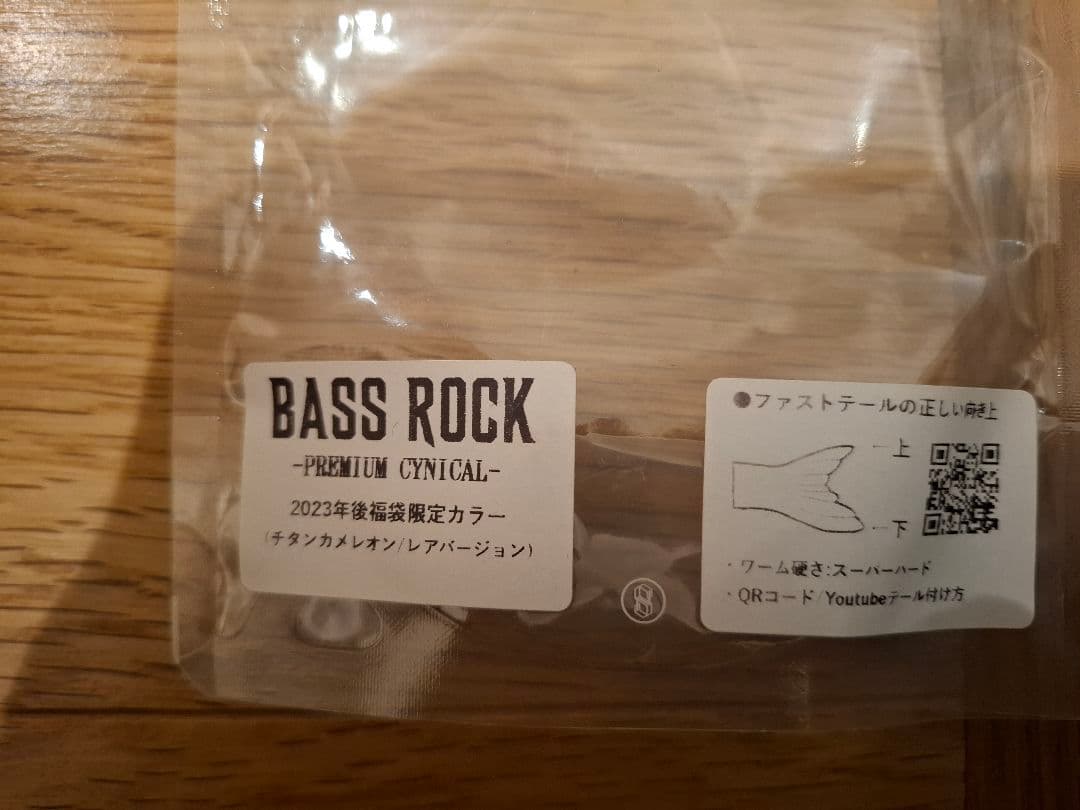 BASS ROCK
-PREMIUM CYNICAL-
2023年後福袋限定カラー
(チタンカメレオン/レアバージョン)
●ファストテールの正しい向き上
上
下
・ワーム硬さ:スーパーハード
・QRコード/Youtubeテール付け方